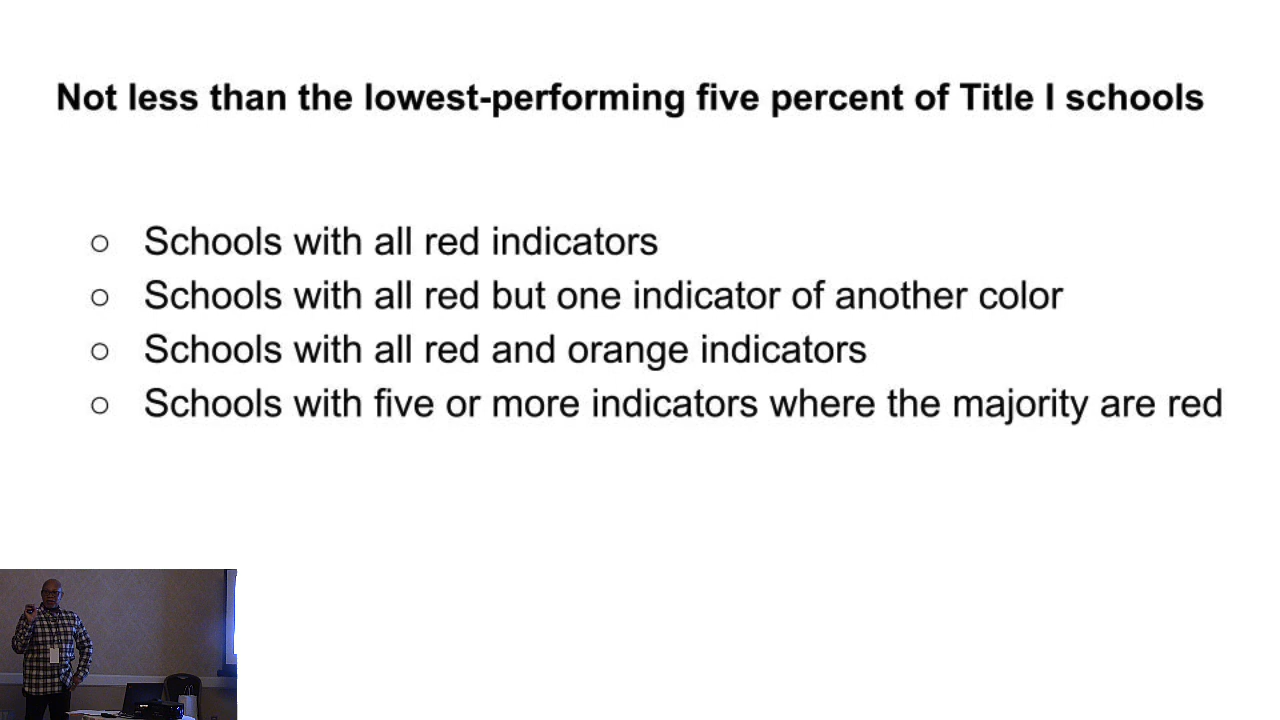 Not less than the lowest-performing five percent of Title I schools
○ Schools with all red indicators
○ Schools with all red but one indicator of another color
○ Schools with all red and orange indicators
○ Schools with five or more indicators where the majority are red